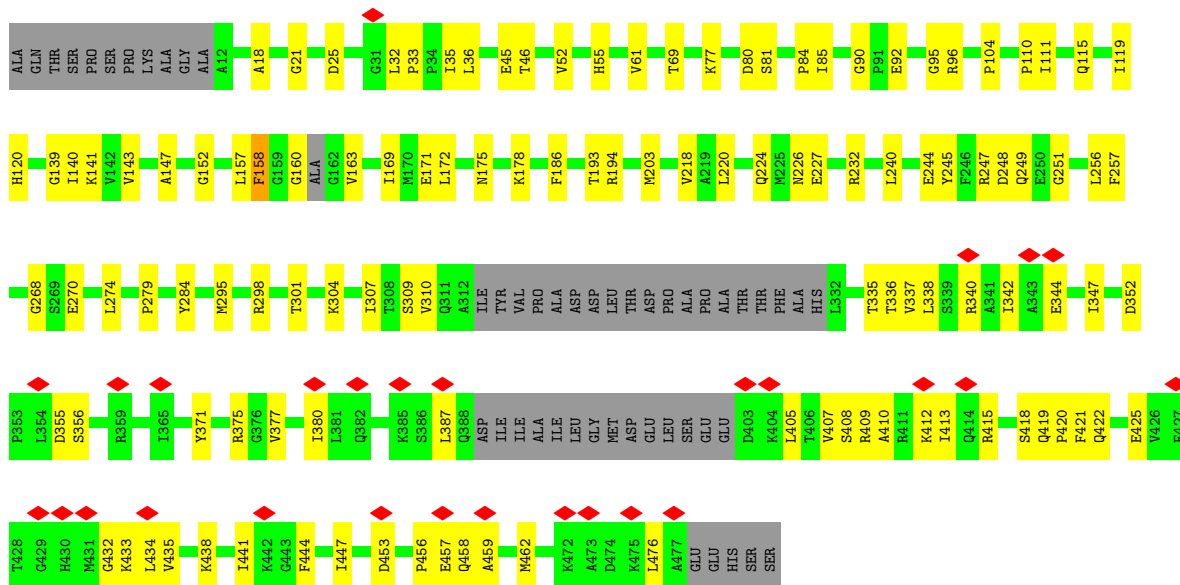 ALA GLN THR SER PRO SER PRO LYS ALA GLY ALA A12 A18 G21 D25 G31 L32 P33 P34 I35 L36 E45 T46 V52 H55 V61 T69 K77 D80 S81 P84 I85 G90 P91 E92 G95 R96 P104 P110 I111 Q115 I119
H120 G139 I140 K141 V142 V143 A147 G152 L157 F158 G159 G160 ALA G162 V163 I169 M170 E171 L172 N175 K178 F186 T193 R194 M203 V218 A219 L220 Q224 M225 N226 E227 R232 L240 E244 Y245 F246 R247 D248 Q249 E250 G251 L256 F257
G268 S269 E270 L274 P279 Y284 M295 R298 T301 K304 I307 T308 S309 V310 Q311 A312 ILE TYR VAL PRO ALA ASP ASP LEU THR ASP PRO ALA PRO ALA THR THR PHE ALA HIS L332 T335 T336 V337 L338 S339 R340 A341 I342 A343 E344 I347 D352
P353 L354 D355 S356 R359 I365 Y371 R375 G376 V377 I380 L381 Q382 K385 S386 L387 Q388 ASP ILE ILE ALA ILE LEU GLY MET ASP GLU LEU SER GLU GLU D403 K404 L405 T406 V407 S408 R409 A410 R411 K412 I413 Q414 R415 S418 Q419 P420 F421 Q422 E425 V426 F427
T428 G429 H430 M431 G432 K433 L434 V435 K438 I441 K442 G443 F444 I447 D453 P456 E457 Q458 A459 M462 K472 A473 D474 K475 L476 A477 GLU GLU HIS SER SER